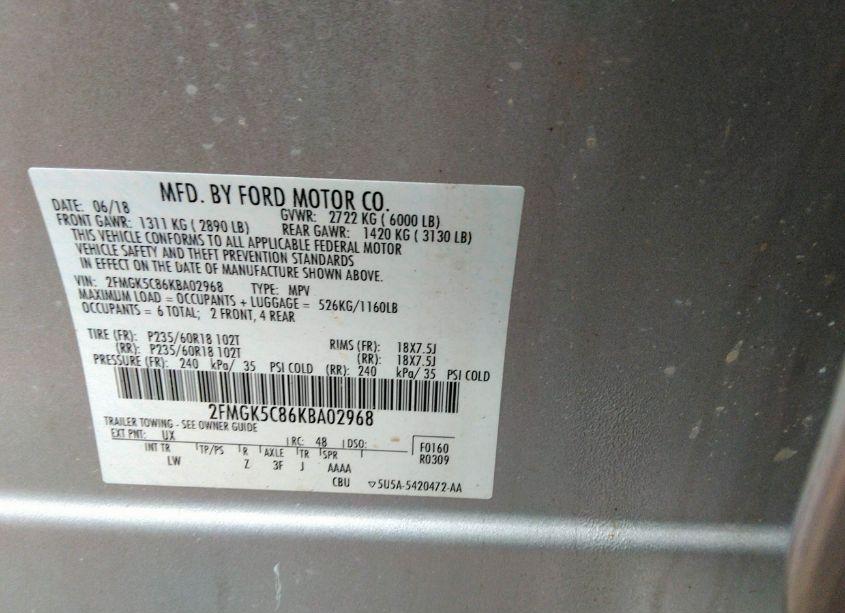 MFD. BY FORD MOTOR CO.
DATE: 06/18 GVWR: 2722 KG ( 6000 LB)
FRONT GAWR: 1311 KG ( 2890 LB) REAR GAWR: 1420 KG ( 3130 LB)
THIS VEHICLE CONFORMS TO ALL APPLICABLE FEDERAL MOTOR
VEHICLE SAFETY AND THEFT PREVENTION STANDARDS
IN EFFECT ON THE DATE OF MANUFACTURE SHOWN ABOVE.
VIN: 2FMGK5C86KBA02968 TYPE: MPV
MAXIMUM LOAD = OCCUPANTS + LUGGAGE = 526KG/1160LB
OCCUPANTS = 6 TOTAL; 2 FRONT, 4 REAR
TIRE (FR): P235/60R18 102T RIMS (FR): 18X7.5J
(RR): P235/60R18 102T (RR): 18X7.5J
PRESSURE (FR): 240 kPa/ 35 PSI COLD (RR): 240 kPa/ 35 PSI COLD
2FMGK5C86KBA02968
TRAILER TOWING - SEE OWNER GUIDE
EXT PNT: UX RC: 48 DSO: F0160
INT TR TP/PS R AXLE TR SPR R0309
LW Z 3F J AAAA
CBU ▽5U5A-5420472-AA